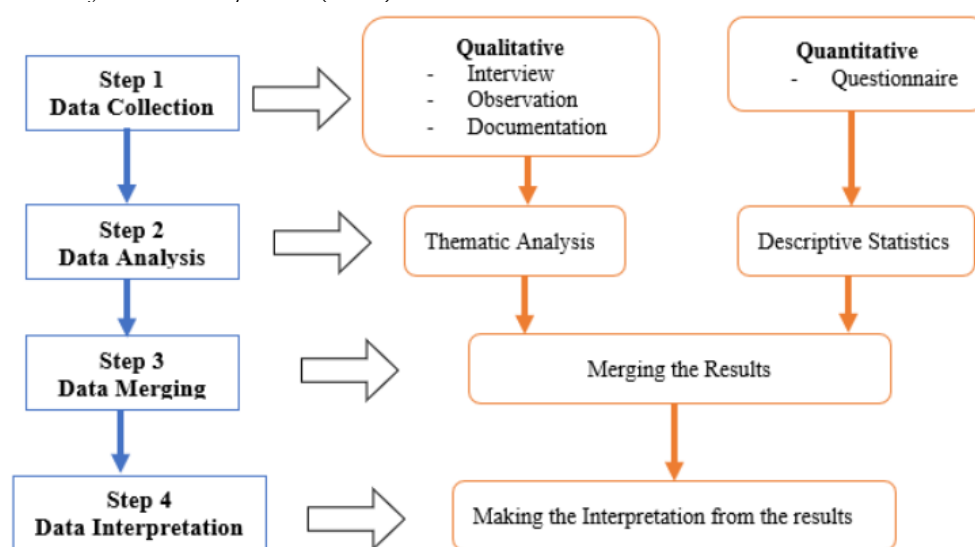 Step 1
Data Collection
Qualitative
- Interview
- Observation
- Documentation
Quantitative
- Questionnaire
Step 2
Data Analysis
Thematic Analysis
Descriptive Statistics
Step 3
Data Merging
Merging the Results
Step 4
Data Interpretation
Making the Interpretation from the results